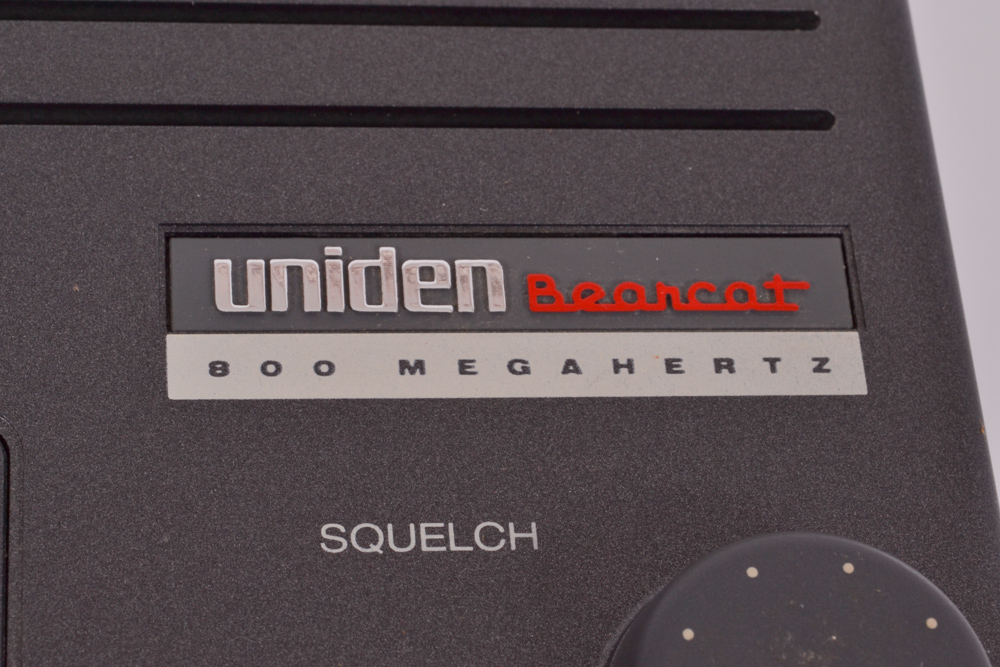 uniden Bearcat
800 MEGAHERTZ
SQUELCH